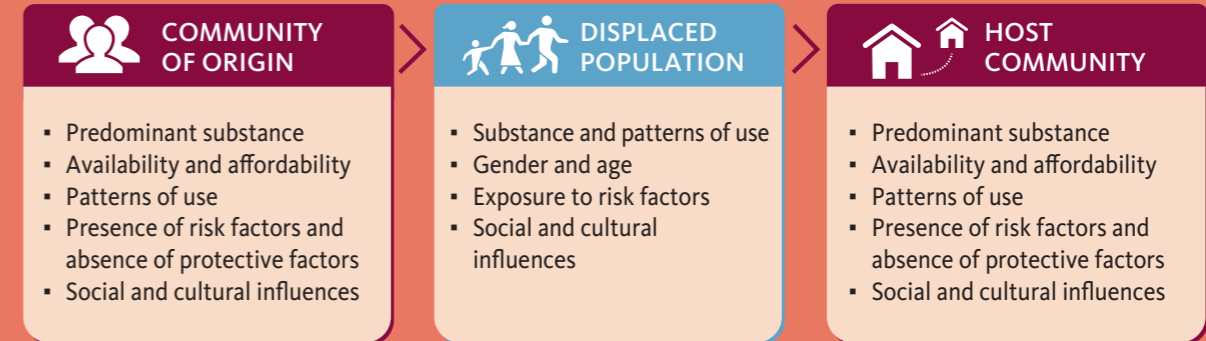 COMMUNITY
OF ORIGIN
▪ Predominant substance
▪ Availability and affordability
▪ Patterns of use
▪ Presence of risk factors and
absence of protective factors
▪ Social and cultural influences
DISPLACED
POPULATION
▪ Substance and patterns of use
▪ Gender and age
▪ Exposure to risk factors
▪ Social and cultural
influences
HOST
COMMUNITY
▪ Predominant substance
▪ Availability and affordability
▪ Patterns of use
▪ Presence of risk factors and
absence of protective factors
▪ Social and cultural influences